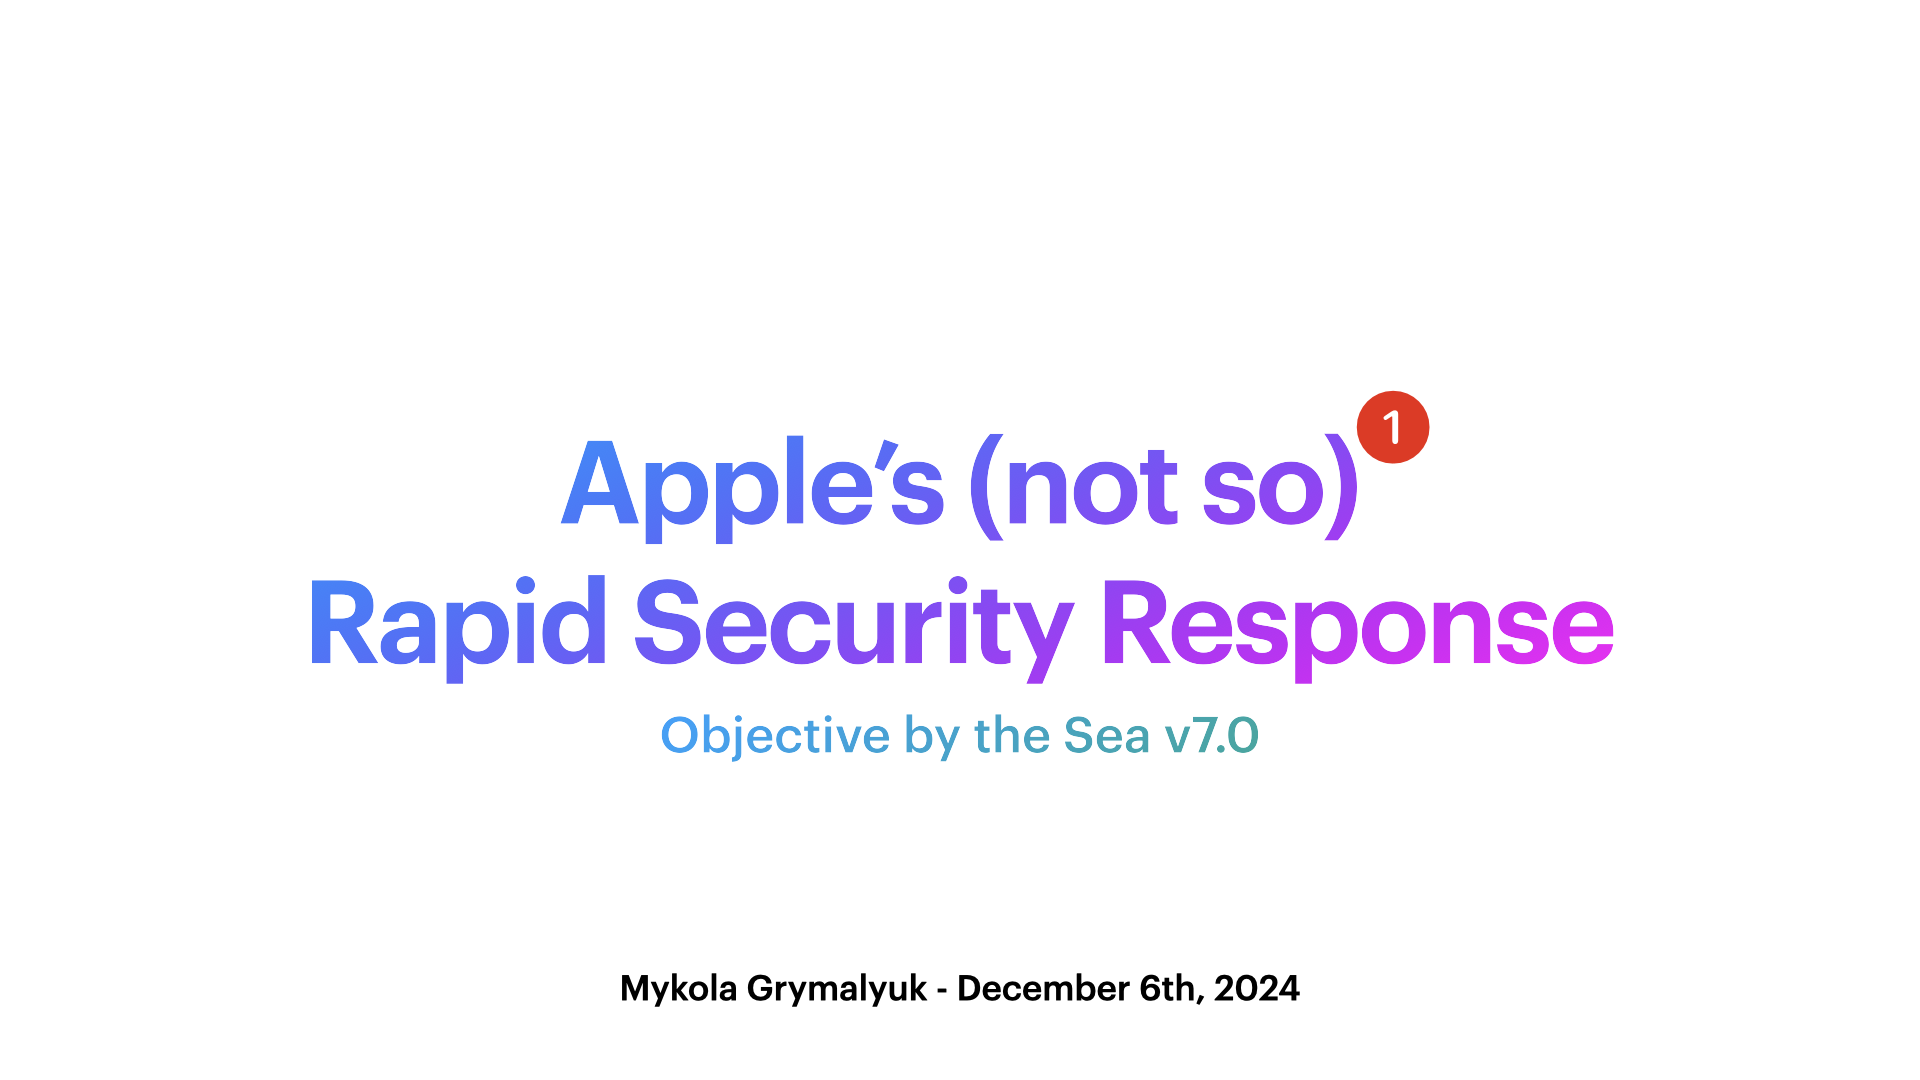 Apple’s (not so)
1
Rapid Security Response
Objective by the Sea v7.0
Mykola Grymalyuk - December 6th, 2024